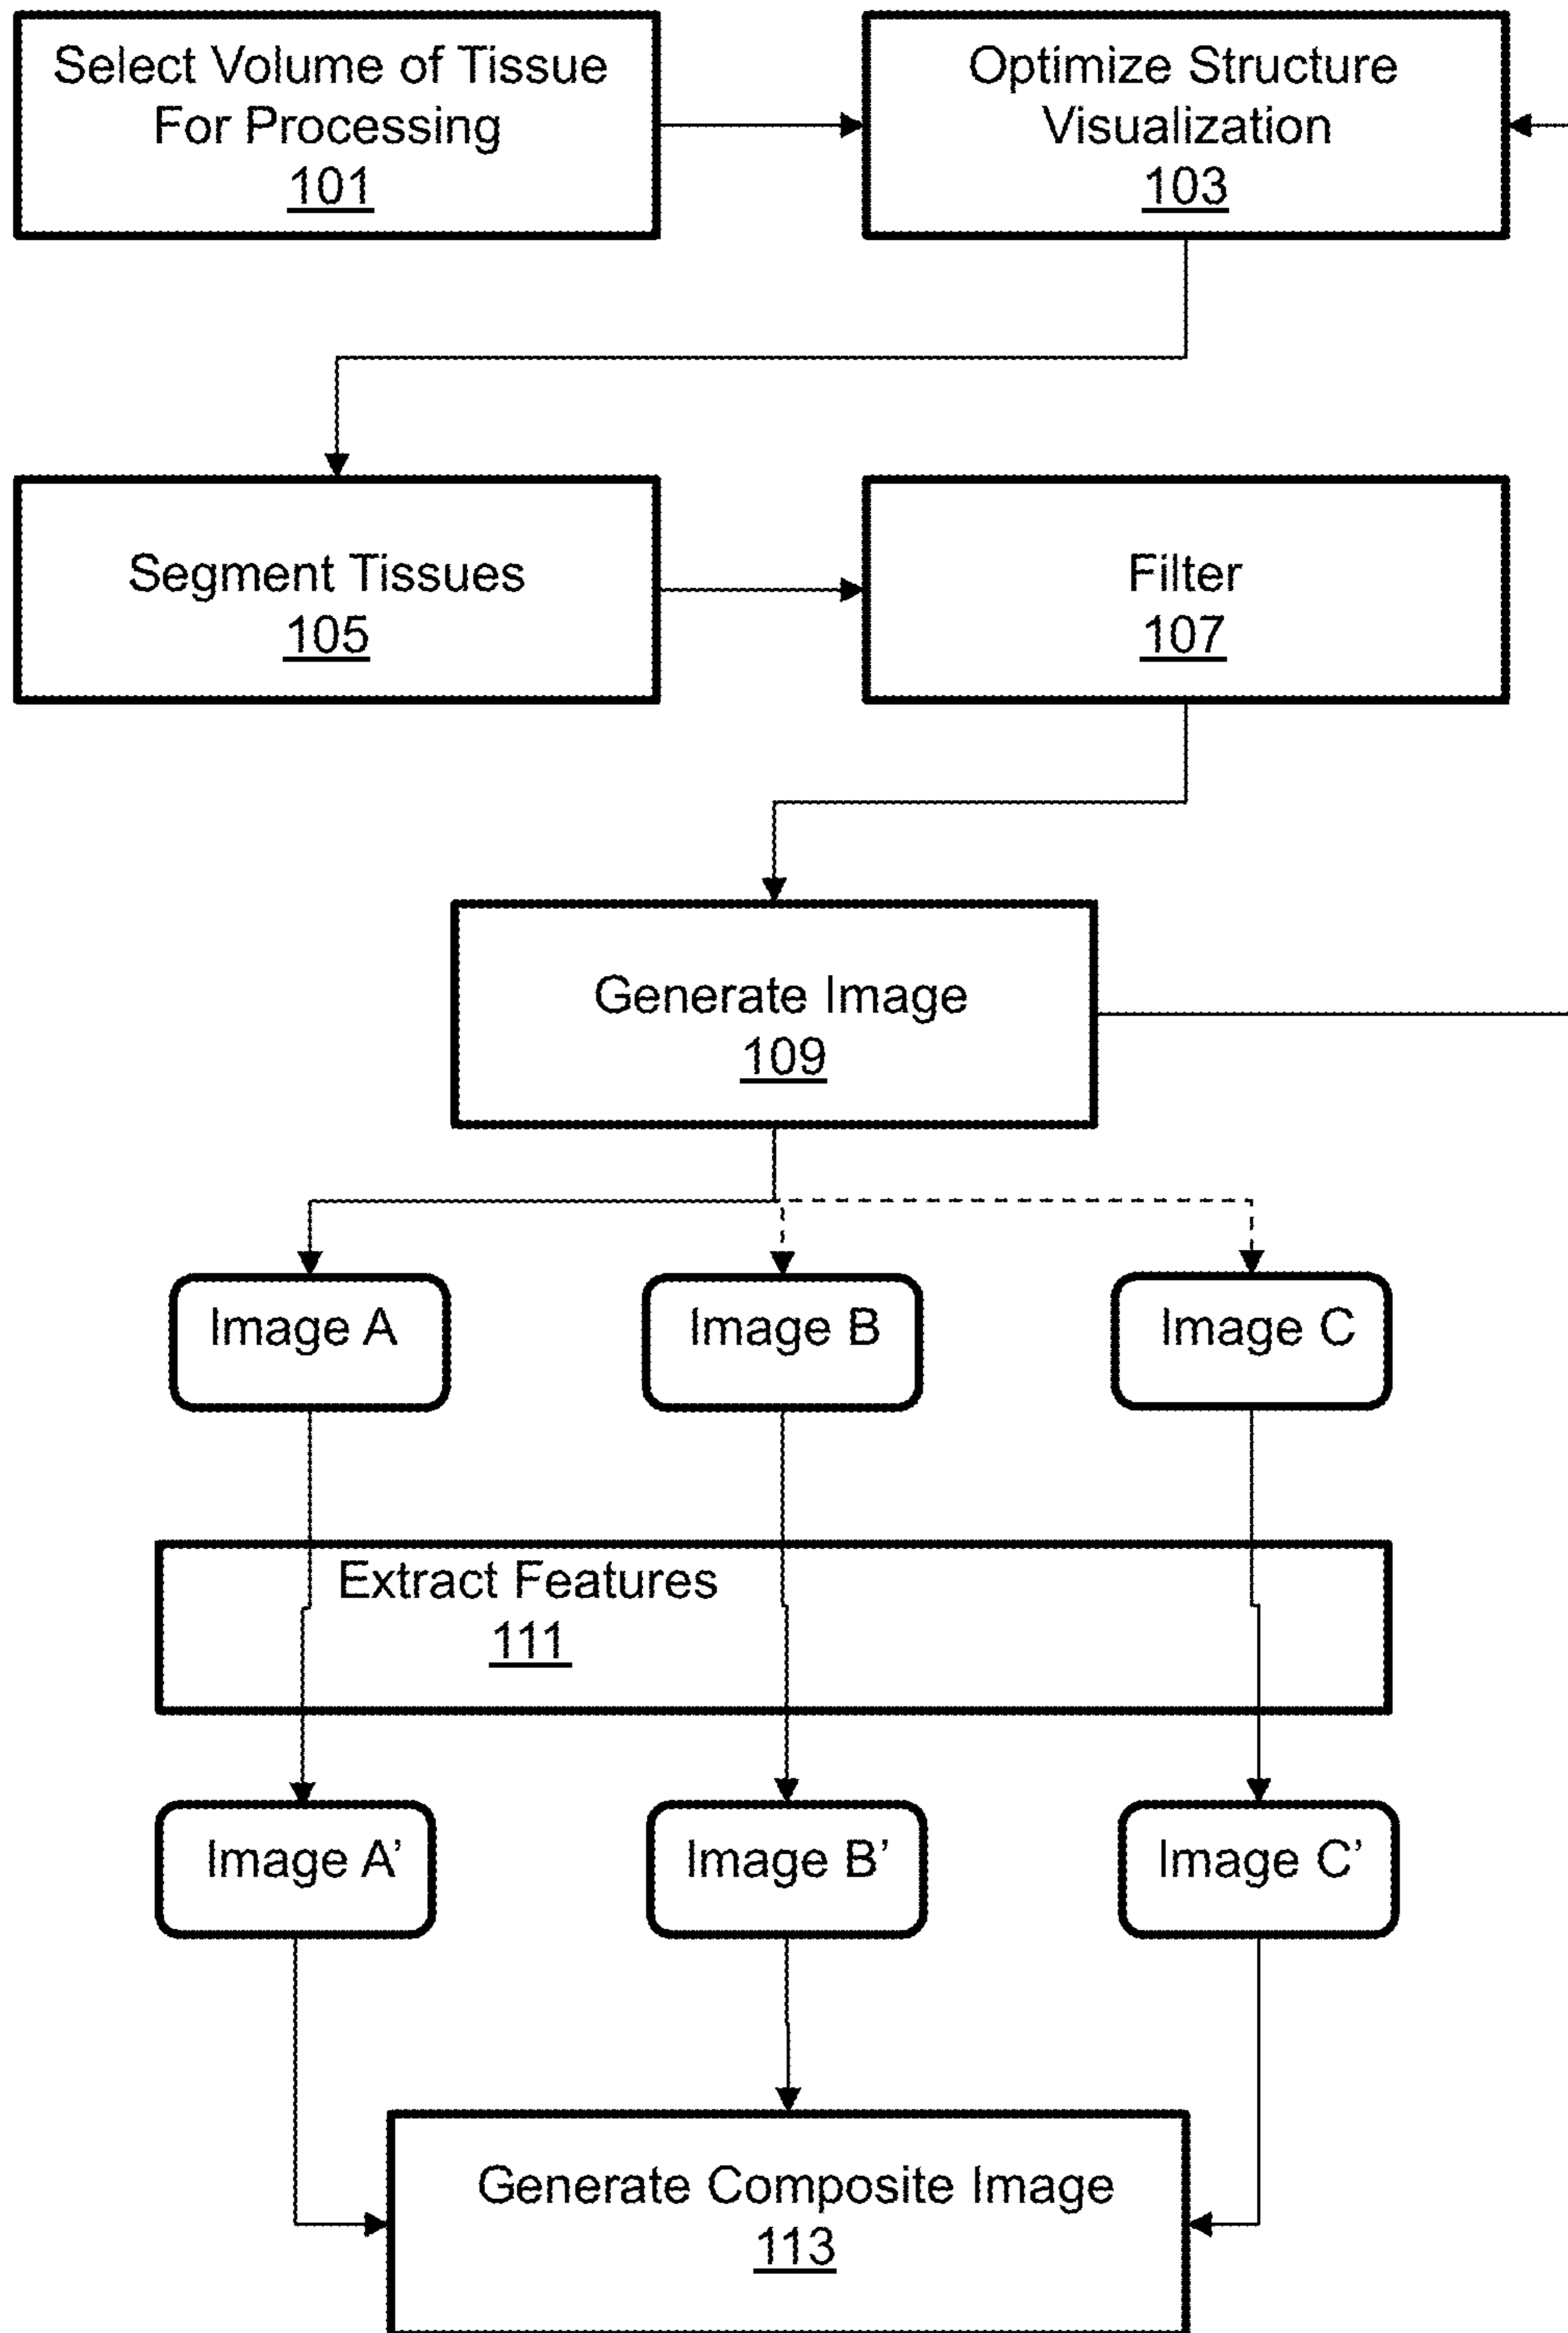 Select Volume of Tissue
For Processing
101
Optimize Structure
Visualization
103
Segment Tissues
105
Filter
107
Generate Image
109
Image A
Image B
Image C
Extract Features
111
Image A’
Image B’
Image C’
Generate Composite Image
113